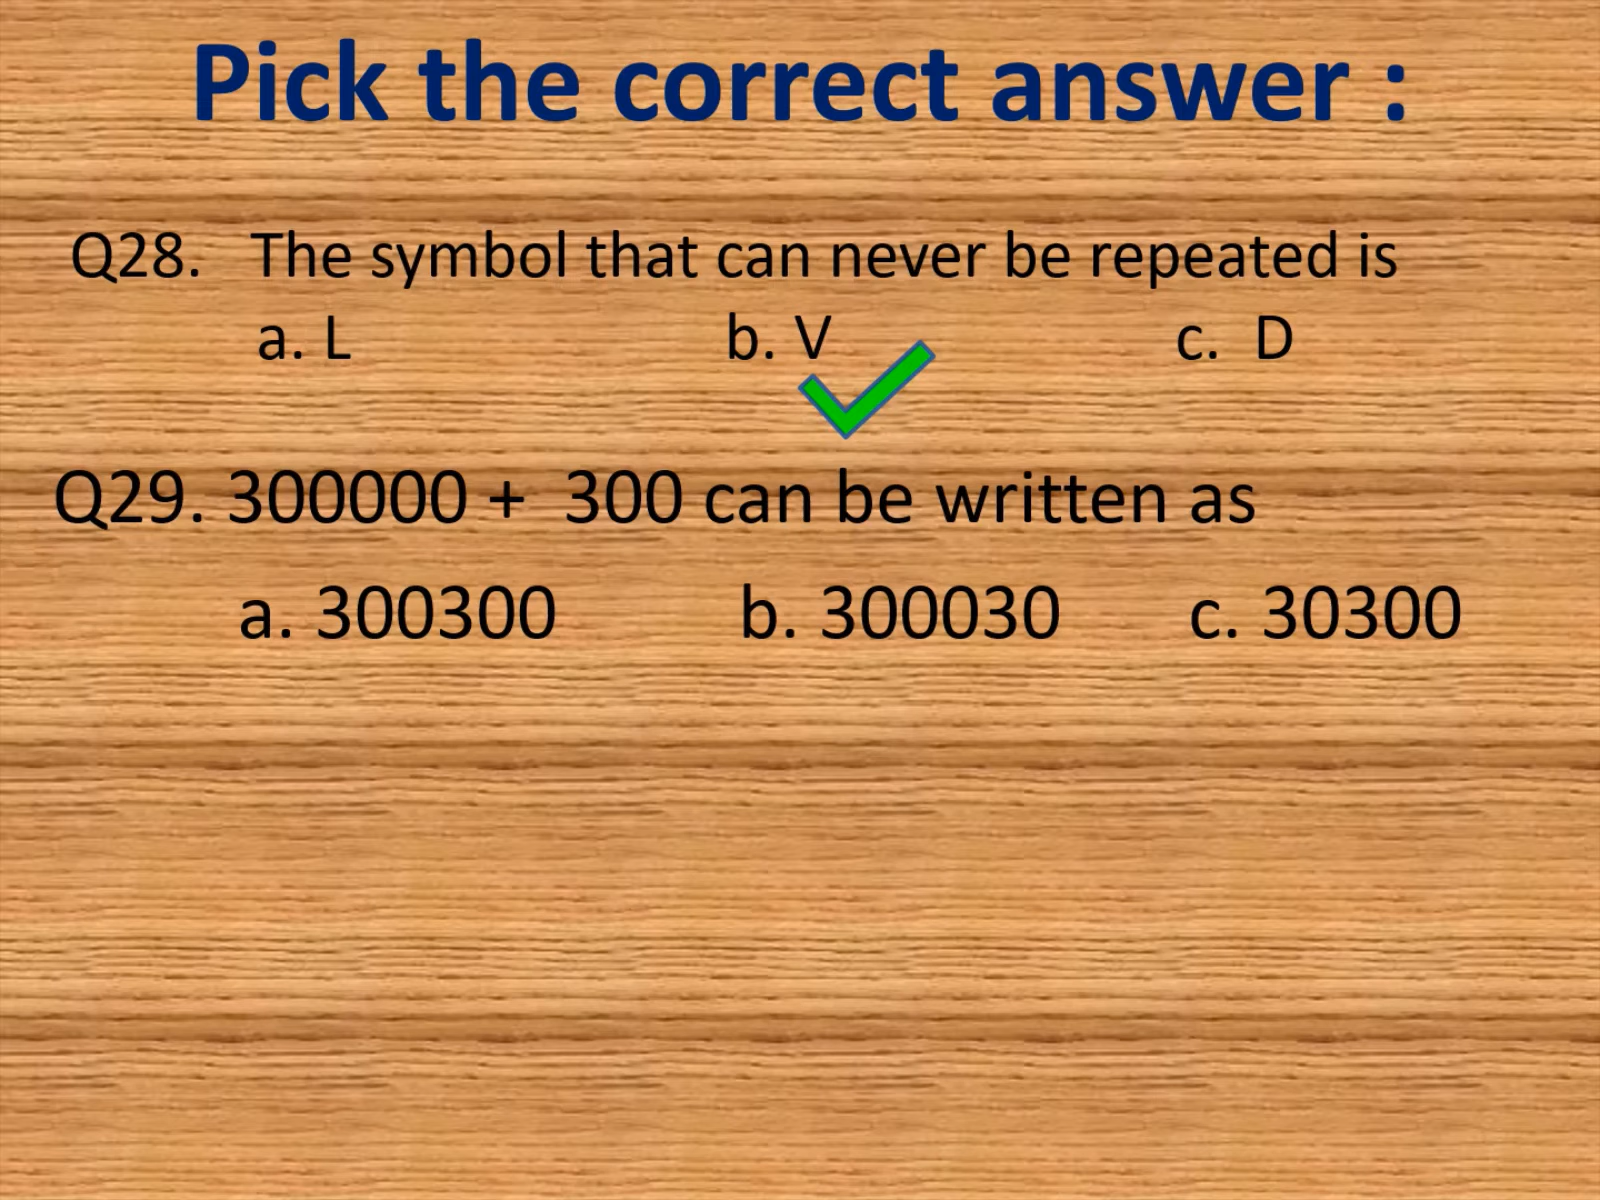 Pick the correct answer :
Q28. The symbol that can never be repeated is
a. L b. V c. D
Q29. 300000 + 300 can be written as
a. 300300 b. 300030 c. 30300